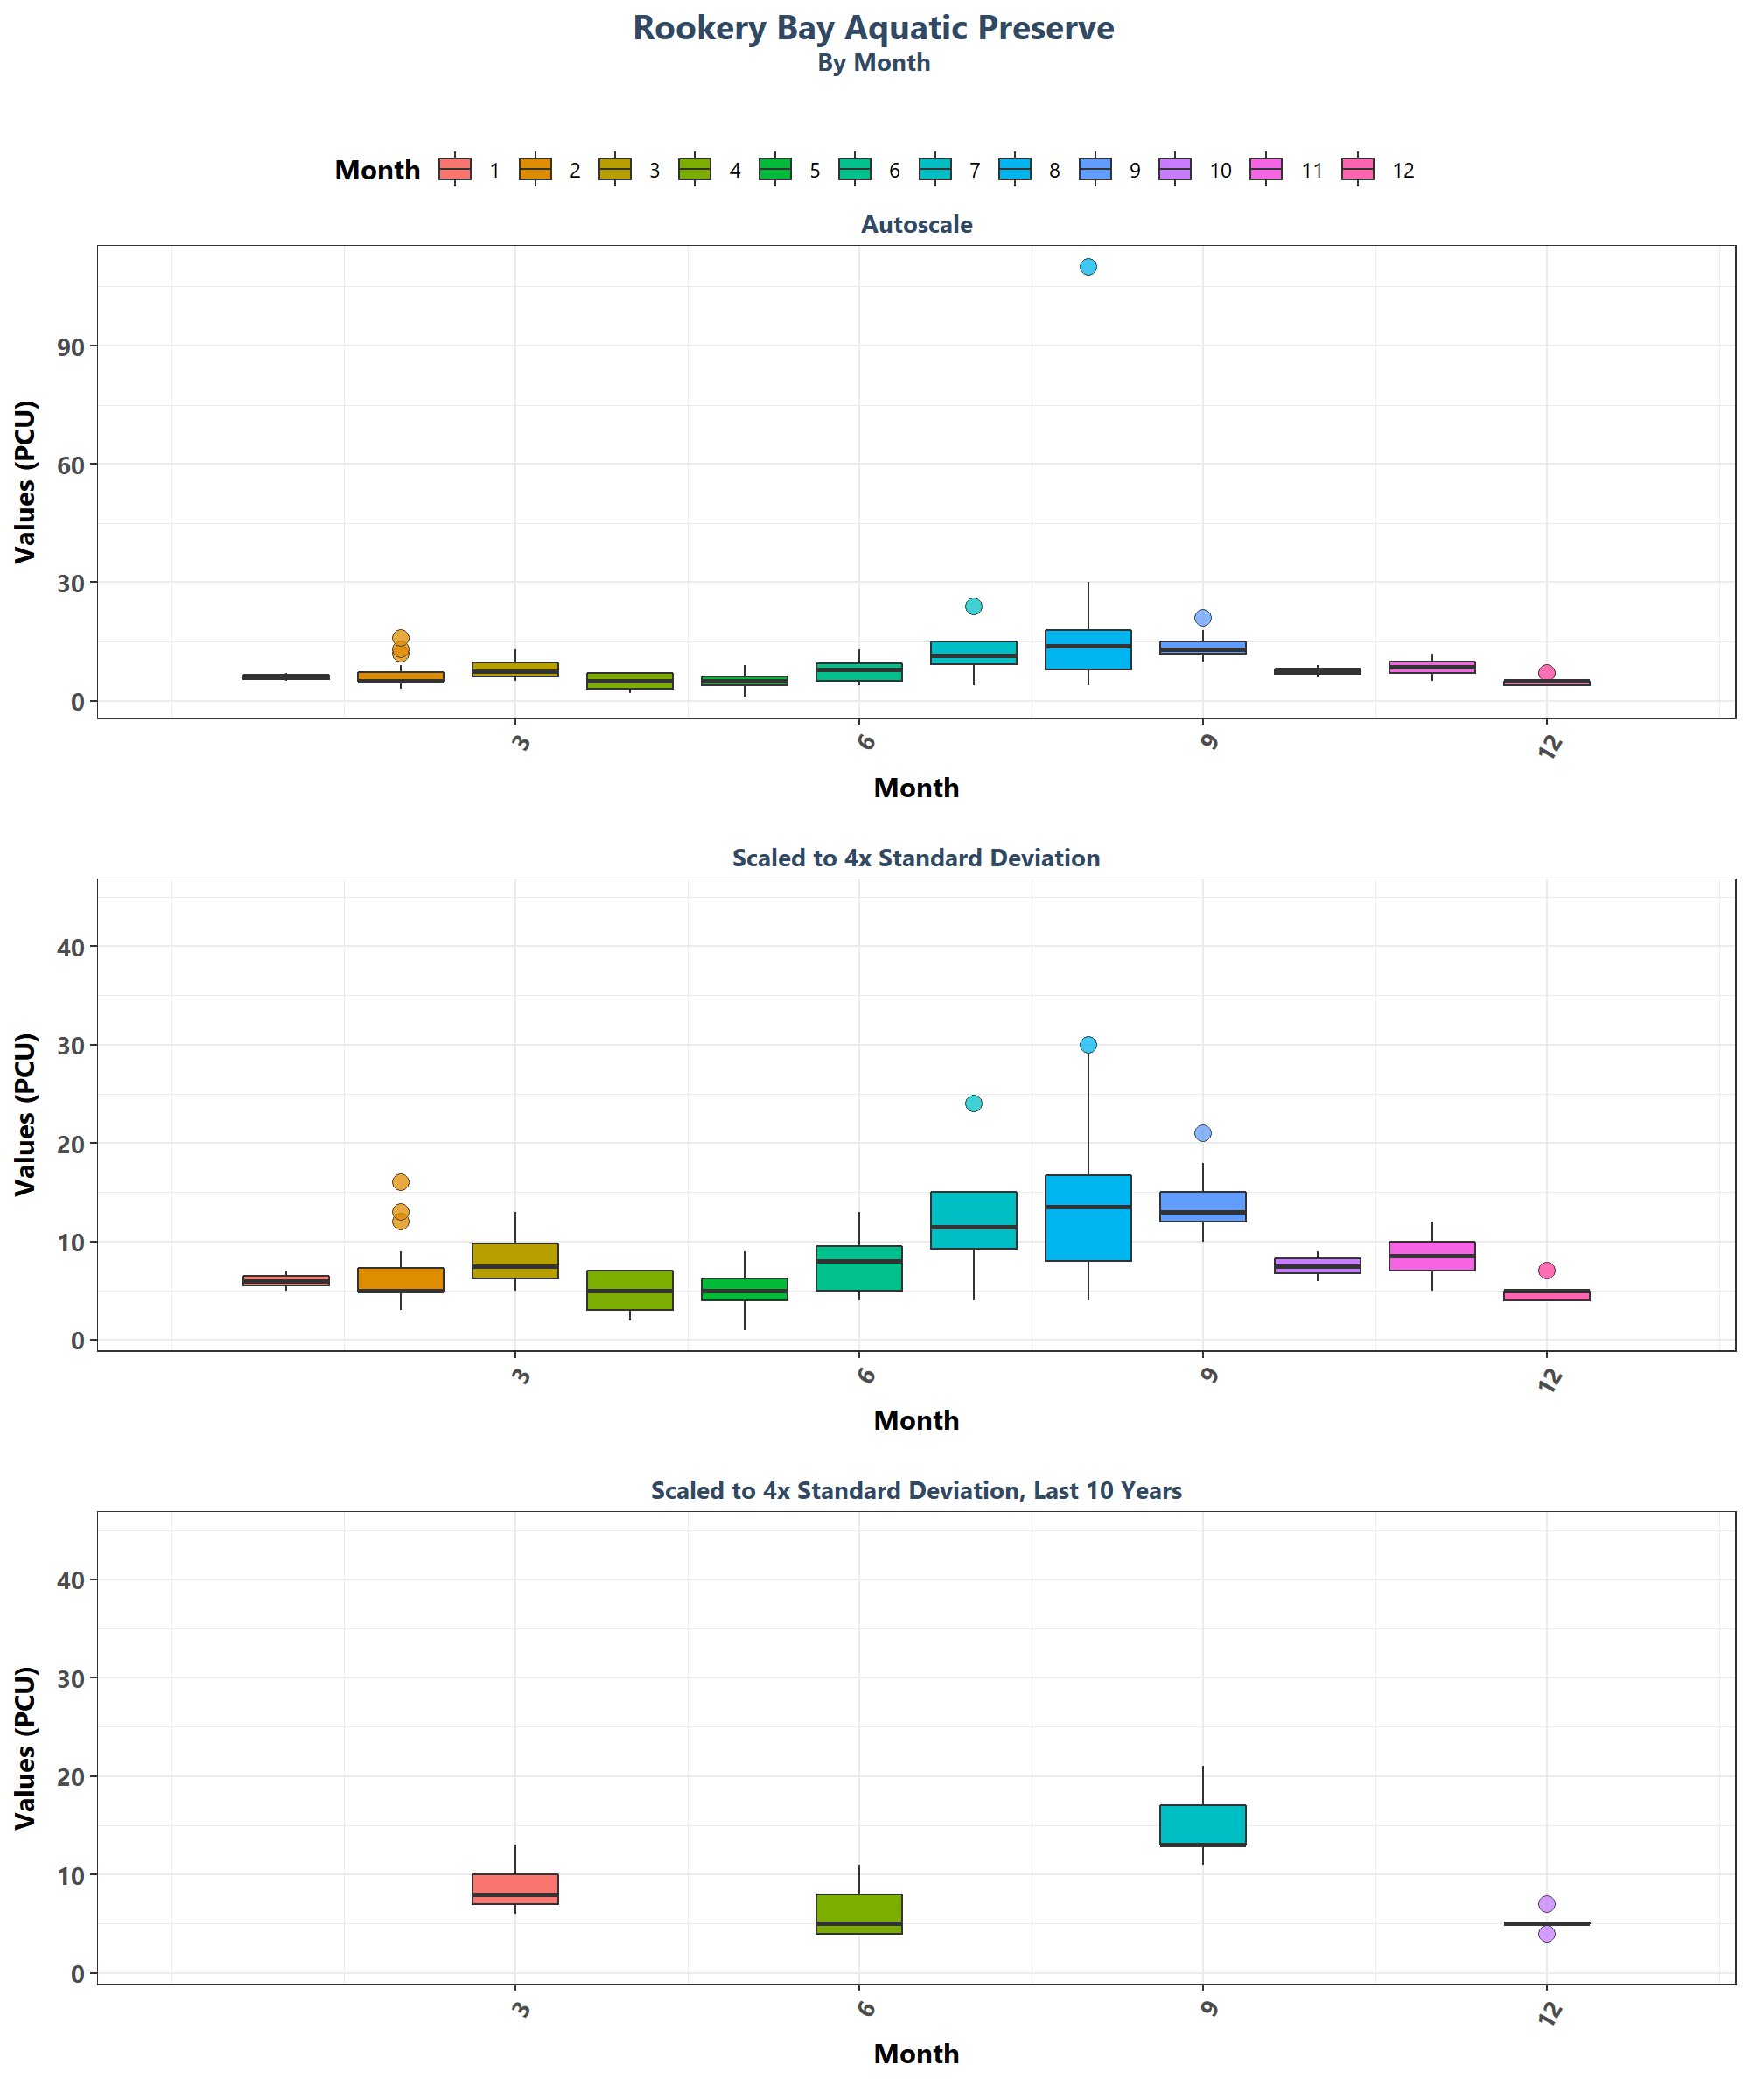 Rookery Bay Aquatic Preserve
By Month
Month 1 2 3 4 5 6 7 8 9 10 11 12
Autoscale
Values (PCU)
90
60
30
0
3 6 9 12
Month
Scaled to 4x Standard Deviation
Values (PCU)
40
30
20
10
0
3 6 9 12
Month
Scaled to 4x Standard Deviation, Last 10 Years
Values (PCU)
40
30
20
10
0
3 6 9 12
Month